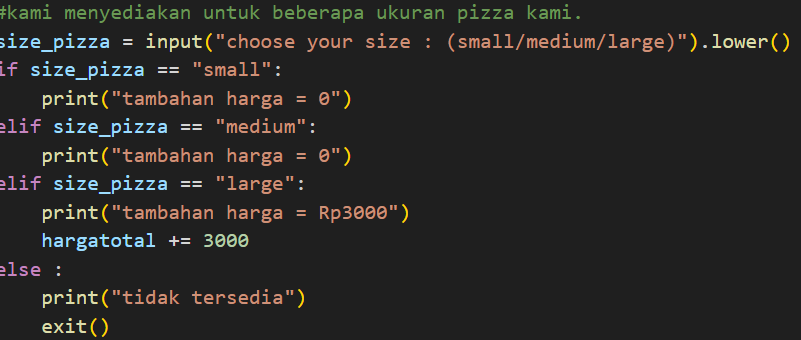 #kami menyediakan untuk beberapa ukuran pizza kami.
size_pizza = input("choose your size : (small/medium/large)").lower()
if size_pizza == "small":
    print("tambahan harga = 0")
elif size_pizza == "medium":
    print("tambahan harga = 0")
elif size_pizza == "large":
    print("tambahan harga = Rp3000")
    hargatotal += 3000
else :
    print("tidak tersedia")
    exit()